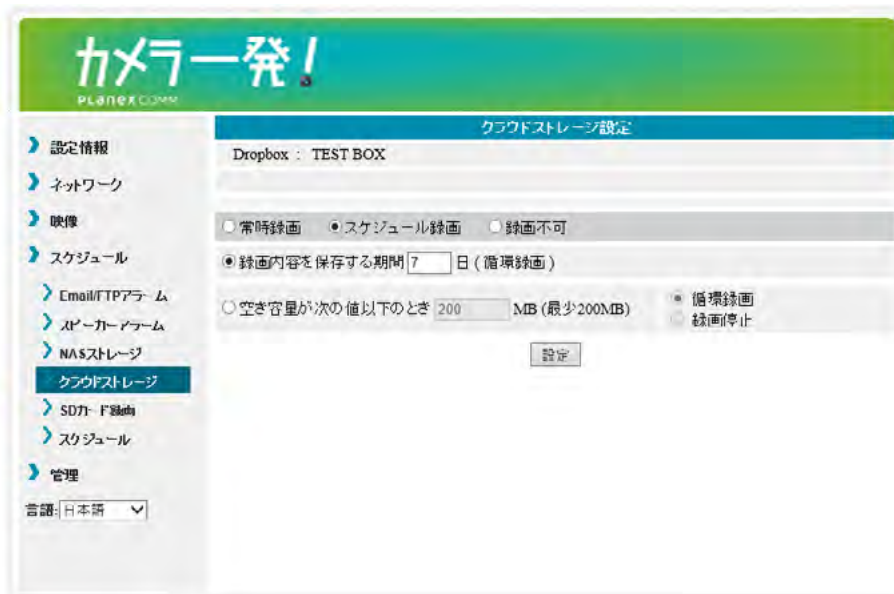 カメラ一発!
PLANEX COMM
設定情報
ネットワーク
映像
スケジュール
Email/FTPアラーム
スピーカーアラーム
NASストレージ
クラウドストレージ
SDカード録画
スケジュール
管理
言語: 日本語
クラウドストレージ設定
Dropbox : TEST BOX
常時録画 スケジュール録画 録画不可
録画内容を保存する期間 7 日 ( 循環録画 )
空き容量が次の値以下のとき 200 MB (最少200MB) 循環録画
録画停止
設定